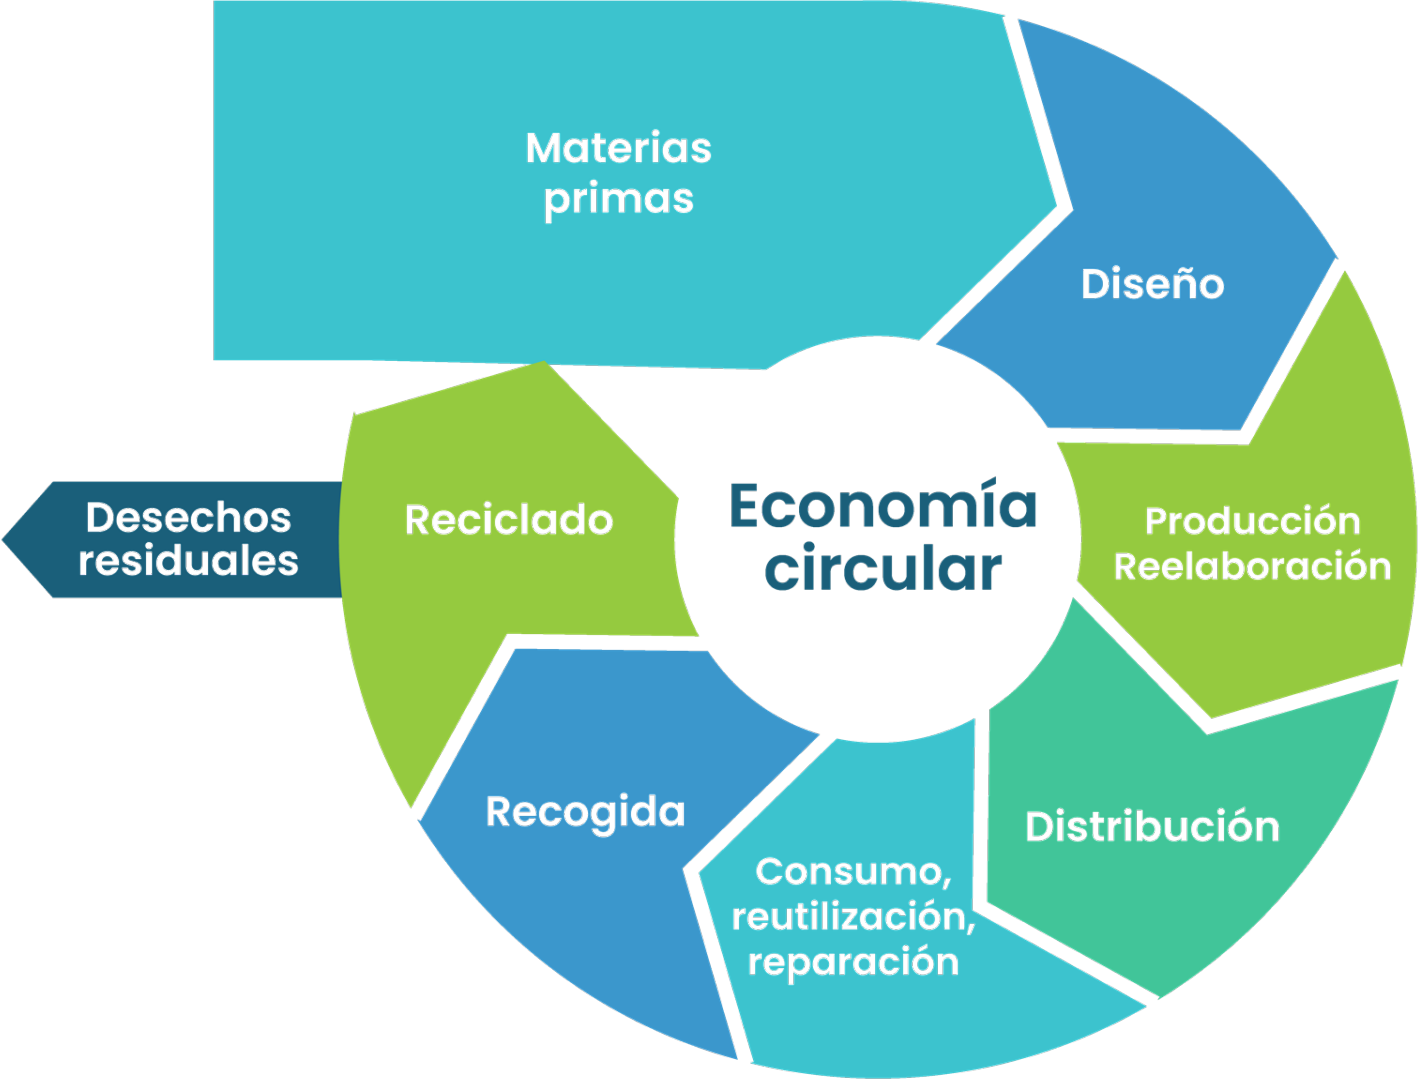 Materias
primas
Diseño
Producción
Reelaboración
Distribución
Consumo,
reutilización,
reparación
Recogida
Reciclado
Desechos
residuales
Economía
circular